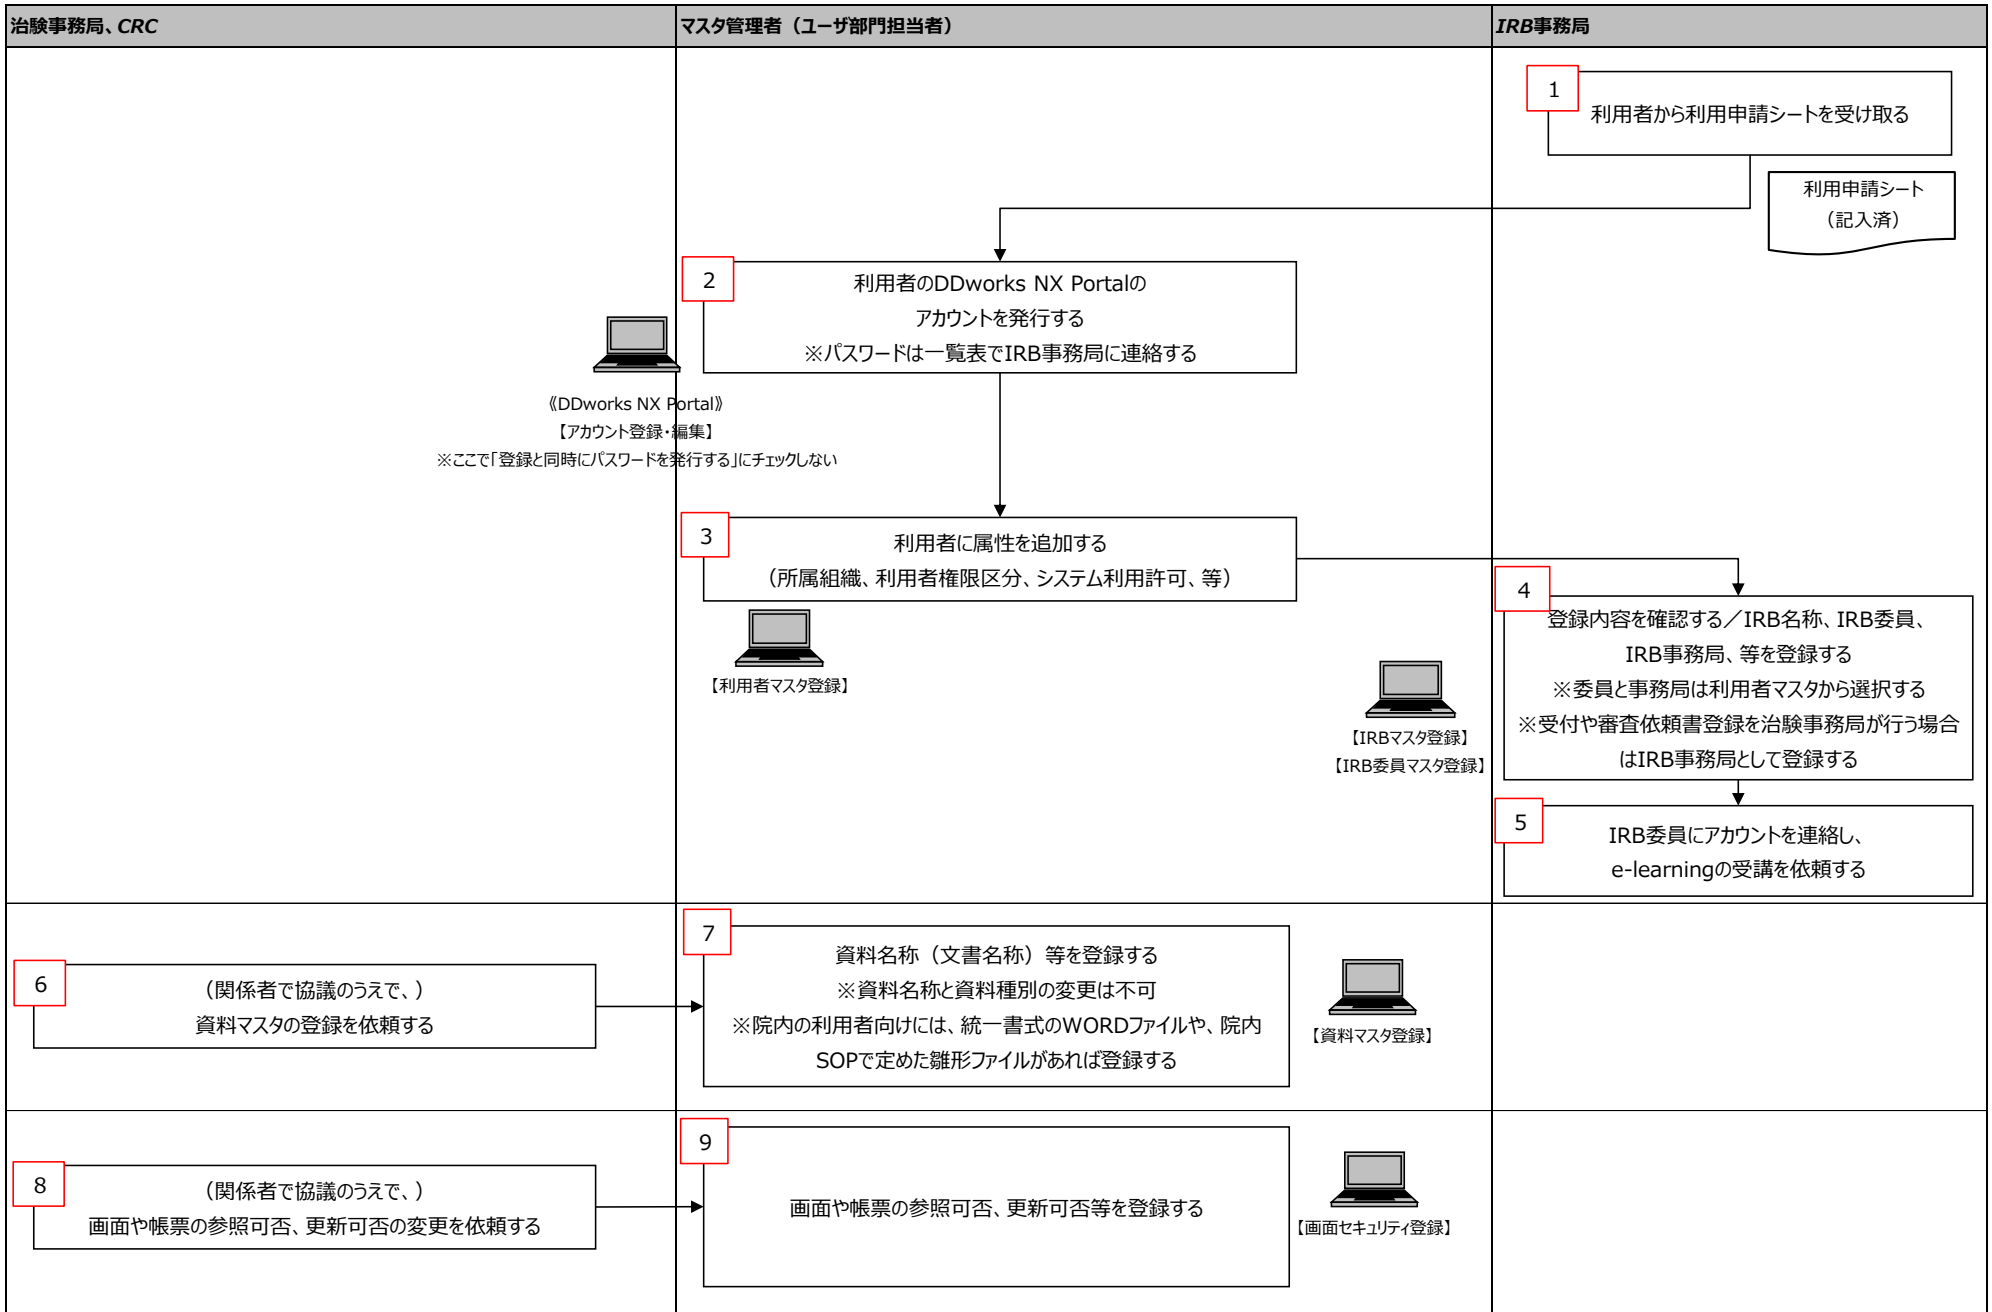 治験事務局、CRC
マスタ管理者（ユーザ部門担当者）
IRB事務局
1
利用者から利用申請シートを受け取る
利用申請シート
（記入済）
2
利用者のDDworks NX Portalの
アカウントを発行する
※パスワードは一覧表でIRB事務局に連絡する
《DDworks NX Portal》
【アカウント登録・編集】
※ここで「登録と同時にパスワードを発行する」にチェックしない
3
利用者に属性を追加する
（所属組織、利用者権限区分、システム利用許可、等）
【利用者マスタ登録】
4
登録内容を確認する／IRB名称、IRB委員、
IRB事務局、等を登録する
※委員と事務局は利用者マスタから選択する
※受付や審査依頼書登録を治験事務局が行う場合
はIRB事務局として登録する
【IRBマスタ登録】
【IRB委員マスタ登録】
5
IRB委員にアカウントを連絡し、
e-learningの受講を依頼する
6
（関係者で協議のうえで、）
資料マスタの登録を依頼する
7
資料名称（文書名称）等を登録する
※資料名称と資料種別の変更は不可
※院内の利用者向けには、統一書式のWORDファイルや、院内
SOPで定めた雛形ファイルがあれば登録する
【資料マスタ登録】
8
（関係者で協議のうえで、）
画面や帳票の参照可否、更新可否の変更を依頼する
9
画面や帳票の参照可否、更新可否等を登録する
【画面セキュリティ登録】